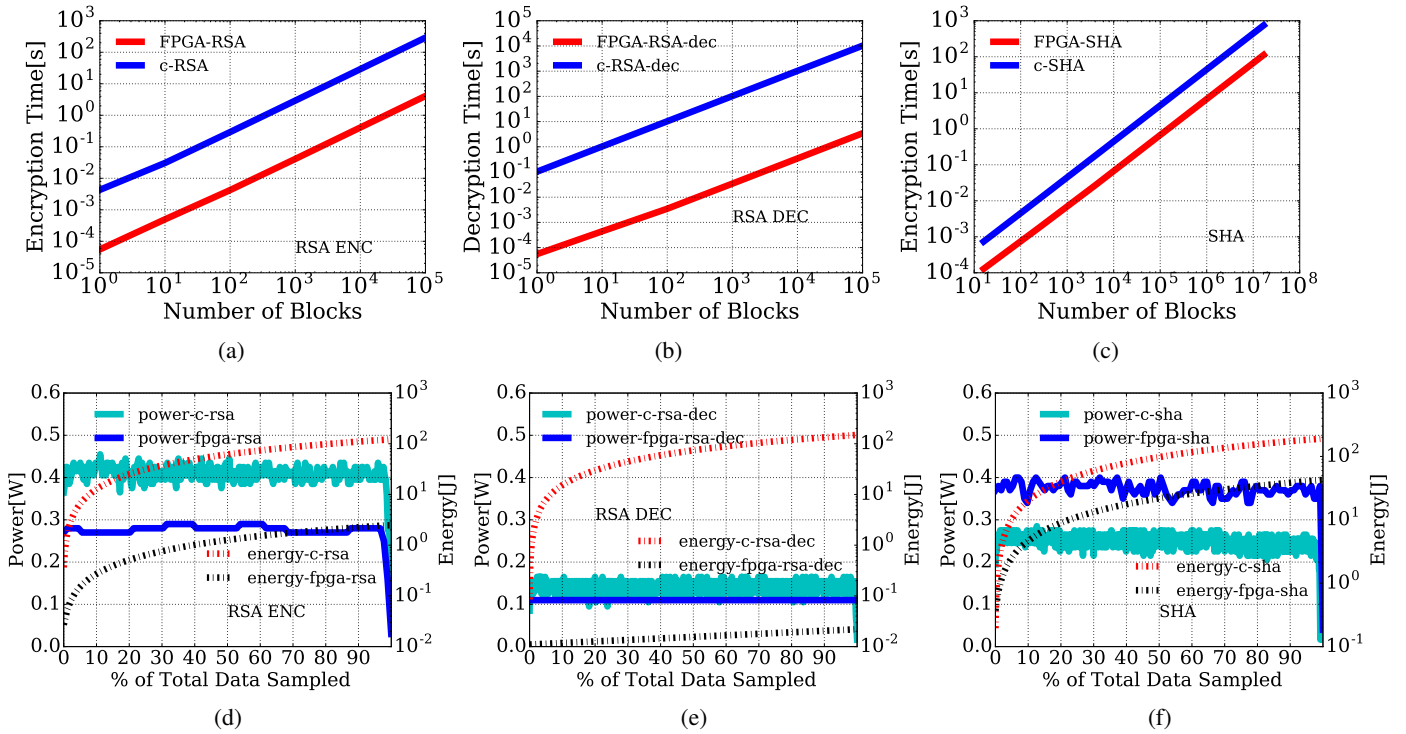 Encryption Time[s]
10^3
10^2
10^1
10^0
10^-1
10^-2
10^-3
10^-4
10^-5
FPGA-RSA
c-RSA
RSA ENC
10^0 10^1 10^2 10^3 10^4 10^5
Number of Blocks
(a)
Decryption Time[s]
10^5
10^4
10^3
10^2
10^1
10^0
10^-1
10^-2
10^-3
10^-4
10^-5
FPGA-RSA-dec
c-RSA-dec
RSA DEC
10^0 10^1 10^2 10^3 10^4 10^5
Number of Blocks
(b)
Encryption Time[s]
10^3
10^2
10^1
10^0
10^-1
10^-2
10^-3
10^-4
FPGA-SHA
c-SHA
SHA
10^1 10^2 10^3 10^4 10^5 10^6 10^7 10^8
Number of Blocks
(c)
Power[W]
0.6
0.5
0.4
0.3
0.2
0.1
0.0
power-c-rsa
power-fpga-rsa
energy-c-rsa
energy-fpga-rsa
RSA ENC
10^3
10^2
10^1
10^0
10^-1
10^-2
Energy[J]
0 10 20 30 40 50 60 70 80 90
% of Total Data Sampled
(d)
Power[W]
0.6
0.5
0.4
0.3
0.2
0.1
0.0
power-c-rsa-dec
power-fpga-rsa-dec
RSA DEC
energy-c-rsa-dec
energy-fpga-rsa-dec
10^3
10^2
10^1
10^0
10^-1
10^-2
Energy[J]
0 10 20 30 40 50 60 70 80 90
% of Total Data Sampled
(e)
Power[W]
0.6
0.5
0.4
0.3
0.2
0.1
0.0
power-c-sha
power-fpga-sha
energy-c-sha
energy-fpga-sha
SHA
10^3
10^2
10^1
10^0
10^-1
Energy[J]
0 10 20 30 40 50 60 70 80 90
% of Total Data Sampled
(f)